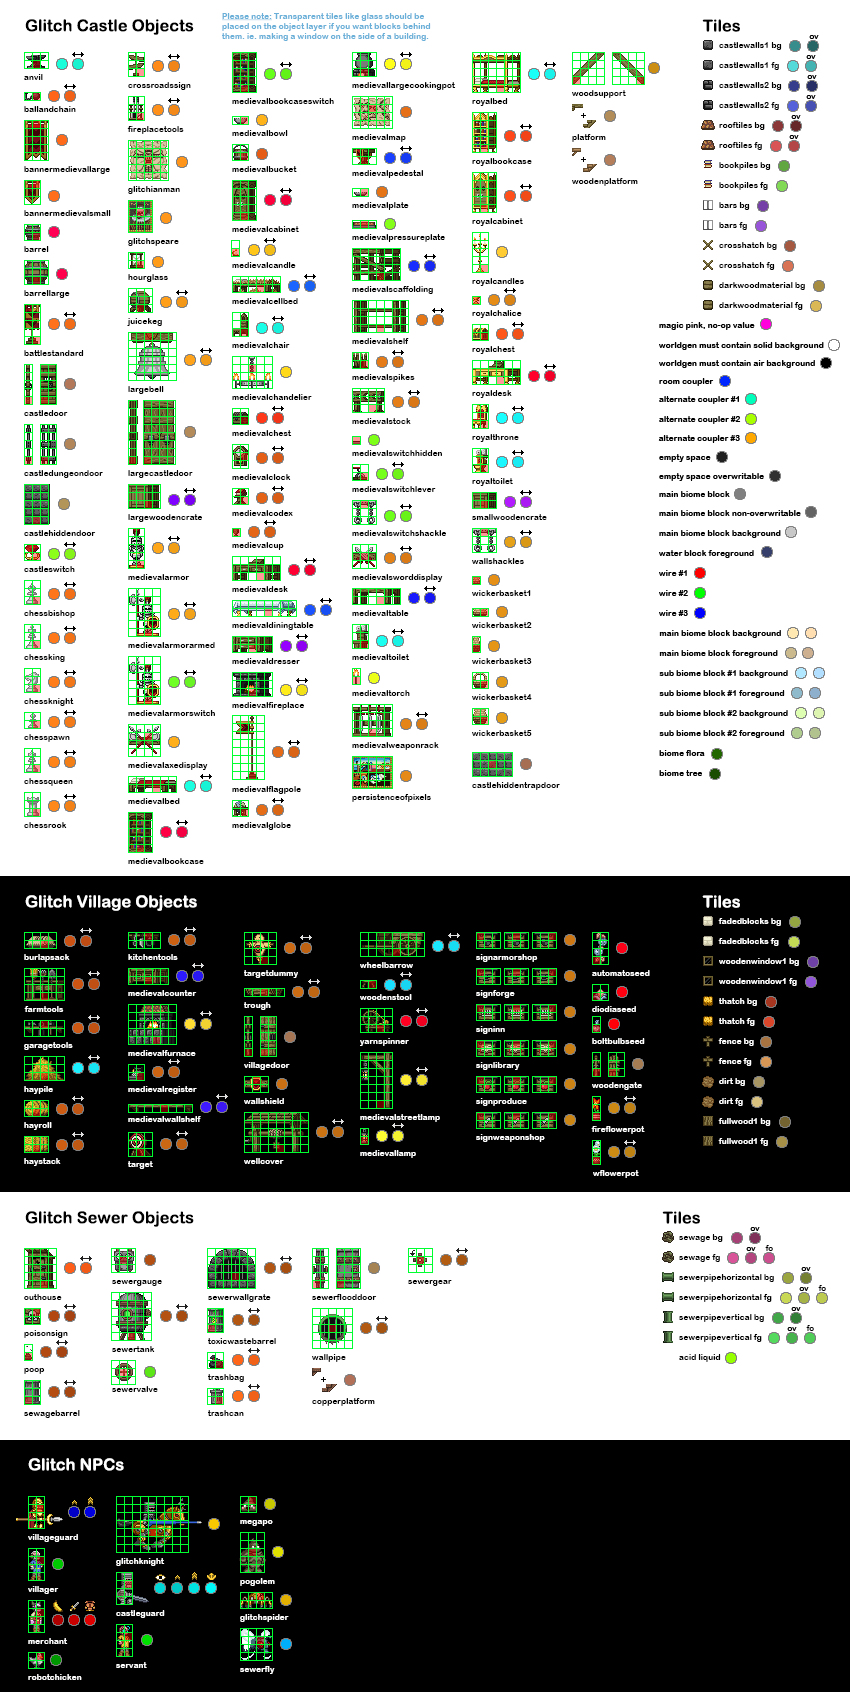 Glitch Castle Objects
Please note: Transparent tiles like glass should be
placed on the object layer if you want blocks behind
them. ie. making a window on the side of a building.
anvil
ballandchain
bannermedievallarge
bannermedievalsmall
barrel
barrellarge
battlestandard
castledoor
castledungeondoor
castlehiddendoor
castleswitch
chessbishop
chessking
chessknight
chesspawn
chessqueen
chessrook
crossroadssign
fireplacetools
glitchianman
glitchspeare
hourglass
juicekeg
largebell
largecastledoor
largewoodencrate
medievalarmor
medievalarmorarmed
medievalarmorswitch
medievalaxedisplay
medievalbed
medievalbookcase
medievalbookcaseswitch
medievalbowl
medievalbucket
medievalcabinet
medievalcandle
medievalcellbed
medievalchair
medievalchandelier
medievalchest
medievalclock
medievalcodex
medievalcup
medievaldesk
medievaldiningtable
medievaldresser
medievalfireplace
medievalflagpole
medievalglobe
medievallargecookingpot
medievalmap
medievalpedestal
medievalplate
medievalpressureplate
medievalscaffolding
medievalshelf
medievalspikes
medievalstock
medievalswitchhidden
medievalswitchlever
medievalswitchshackle
medievalsworddisplay
medievaltable
medievaltoilet
medievaltorch
medievalweaponrack
persistenceofpixels
royalbed
royalbookcase
royalcabinet
royalcandles
royalchalice
royalchest
royaldesk
royalthrone
royaltoilet
smallwoodencrate
wallshackles
wickerbasket1
wickerbasket2
wickerbasket3
wickerbasket4
wickerbasket5
castlehiddentrapdoor
woodsupport
+
platform
+
woodenplatform
Tiles
ov
castlewalls1 bg
ov
castlewalls1 fg
ov
castlewalls2 bg
ov
castlewalls2 fg
ov
rooftiles bg
ov
rooftiles fg
bookpiles bg
bookpiles fg
bars bg
bars fg
crosshatch bg
crosshatch fg
darkwoodmaterial bg
darkwoodmaterial fg
magic pink, no-op value
worldgen must contain solid background
worldgen must contain air background
room coupler
alternate coupler #1
alternate coupler #2
alternate coupler #3
empty space
empty space overwritable
main biome block
main biome block non-overwritable
main biome block background
water block foreground
wire #1
wire #2
wire #3
main biome block background
main biome block foreground
sub biome block #1 background
sub biome block #1 foreground
sub biome block #2 background
sub biome block #2 foreground
biome flora
biome tree
Glitch Village Objects
burlapsack
farmtools
garagetools
haypile
hayroll
haystack
kitchentools
medievalcounter
medievalfurnace
medievalregister
medievalwallshelf
target
targetdummy
trough
villagedoor
wallshield
wellcover
wheelbarrow
woodenstool
yarnspinner
medievalstreetlamp
medievallamp
signarmorshop
signforge
signinn
signlibrary
signproduce
signweaponshop
automatoseed
diodiaseed
boltbulbseed
woodengate
fireflowerpot
wflowerpot
Tiles
fadedblocks bg
fadedblocks fg
woodenwindow1 bg
woodenwindow1 fg
thatch bg
thatch fg
fence bg
fence fg
dirt bg
dirt fg
fullwood1 bg
fullwood1 fg
Glitch Sewer Objects
outhouse
poisonsign
poop
sewagebarrel
sewergauge
sewertank
sewervalve
sewerwallgrate
toxicwastebarrel
trashbag
trashcan
sewerflooddoor
wallpipe
+
copperplatform
sewergear
Tiles
ov
sewage bg
ov fo
sewage fg
ov
sewerpipehorizontal bg
ov fo
sewerpipehorizontal fg
ov
sewerpipevertical bg
ov fo
sewerpipevertical fg
acid liquid
Glitch NPCs
villageguard
villager
merchant
robotchicken
glitchknight
castleguard
servant
megapo
pogolem
glitchspider
sewerfly